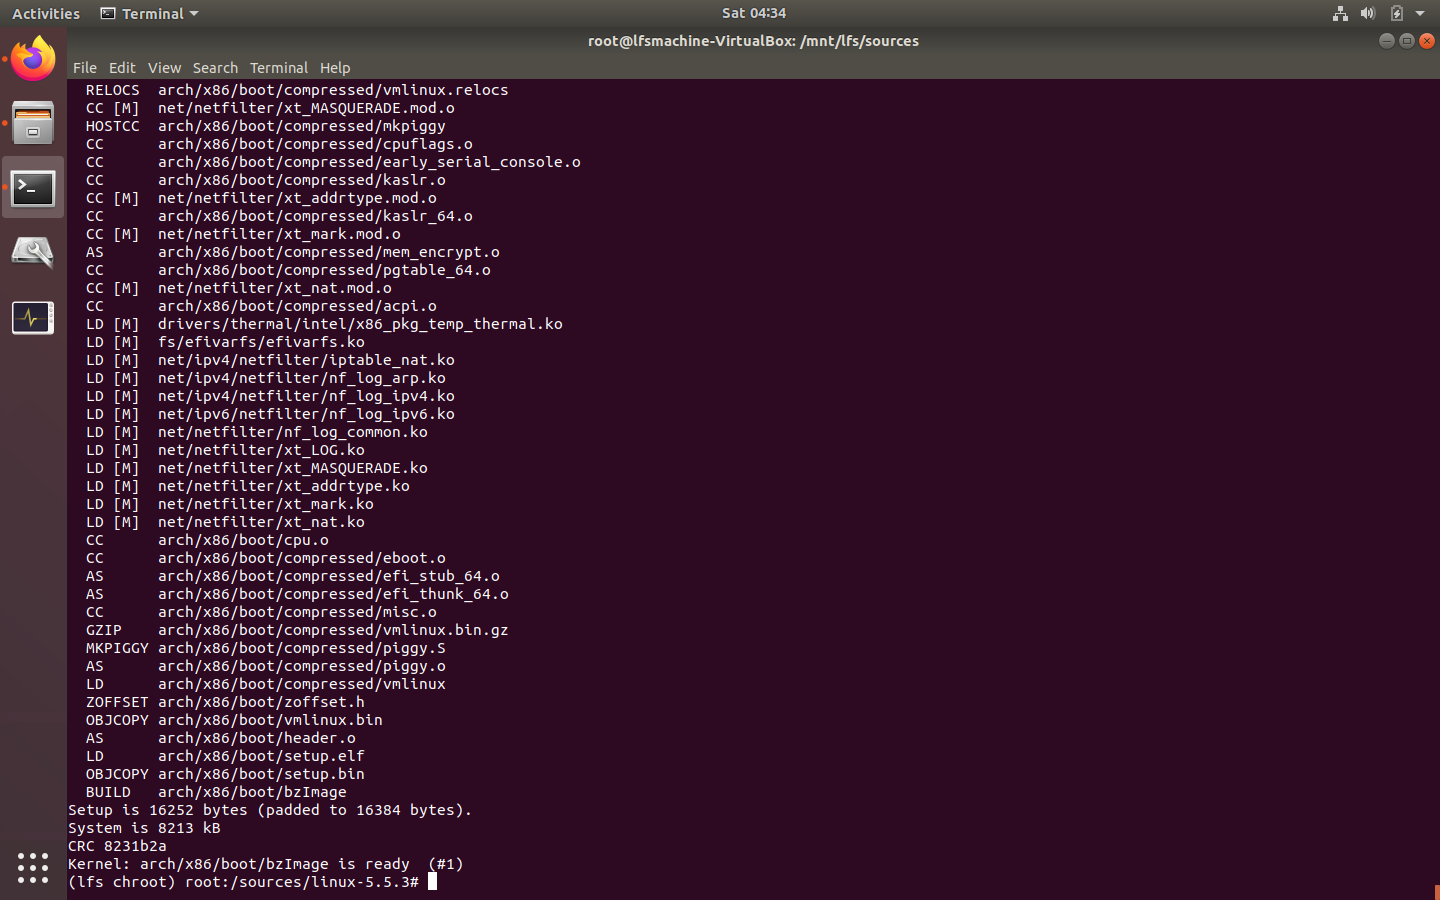 Activities Terminal Sat 04:34
root@lfsmachine-VirtualBox: /mnt/lfs/sources
File Edit View Search Terminal Help
RELOCS arch/x86/boot/compressed/vmlinux.relocs
CC [M] net/netfilter/xt_MASQUERADE.mod.o
HOSTCC arch/x86/boot/compressed/mkpiggy
CC arch/x86/boot/compressed/cpuflags.o
CC arch/x86/boot/compressed/early_serial_console.o
CC arch/x86/boot/compressed/kaslr.o
CC [M] net/netfilter/xt_addrtype.mod.o
CC arch/x86/boot/compressed/kaslr_64.o
CC [M] net/netfilter/xt_mark.mod.o
AS arch/x86/boot/compressed/mem_encrypt.o
CC arch/x86/boot/compressed/pgtable_64.o
CC [M] net/netfilter/xt_nat.mod.o
CC arch/x86/boot/compressed/acpi.o
LD [M] drivers/thermal/intel/x86_pkg_temp_thermal.ko
LD [M] fs/efivarfs/efivarfs.ko
LD [M] net/ipv4/netfilter/iptable_nat.ko
LD [M] net/ipv4/netfilter/nf_log_arp.ko
LD [M] net/ipv4/netfilter/nf_log_ipv4.ko
LD [M] net/ipv6/netfilter/nf_log_ipv6.ko
LD [M] net/netfilter/nf_log_common.ko
LD [M] net/netfilter/xt_LOG.ko
LD [M] net/netfilter/xt_MASQUERADE.ko
LD [M] net/netfilter/xt_addrtype.ko
LD [M] net/netfilter/xt_mark.ko
LD [M] net/netfilter/xt_nat.ko
CC arch/x86/boot/cpu.o
CC arch/x86/boot/compressed/eboot.o
AS arch/x86/boot/compressed/efi_stub_64.o
AS arch/x86/boot/compressed/efi_thunk_64.o
CC arch/x86/boot/compressed/misc.o
GZIP arch/x86/boot/compressed/vmlinux.bin.gz
MKPIGGY arch/x86/boot/compressed/piggy.S
AS arch/x86/boot/compressed/piggy.o
LD arch/x86/boot/compressed/vmlinux
ZOFFSET arch/x86/boot/zoffset.h
OBJCOPY arch/x86/boot/vmlinux.bin
AS arch/x86/boot/header.o
LD arch/x86/boot/setup.elf
OBJCOPY arch/x86/boot/setup.bin
BUILD arch/x86/boot/bzImage
Setup is 16252 bytes (padded to 16384 bytes).
System is 8213 kB
CRC 8231b2a
Kernel: arch/x86/boot/bzImage is ready (#1)
(lfs chroot) root:/sources/linux-5.5.3#